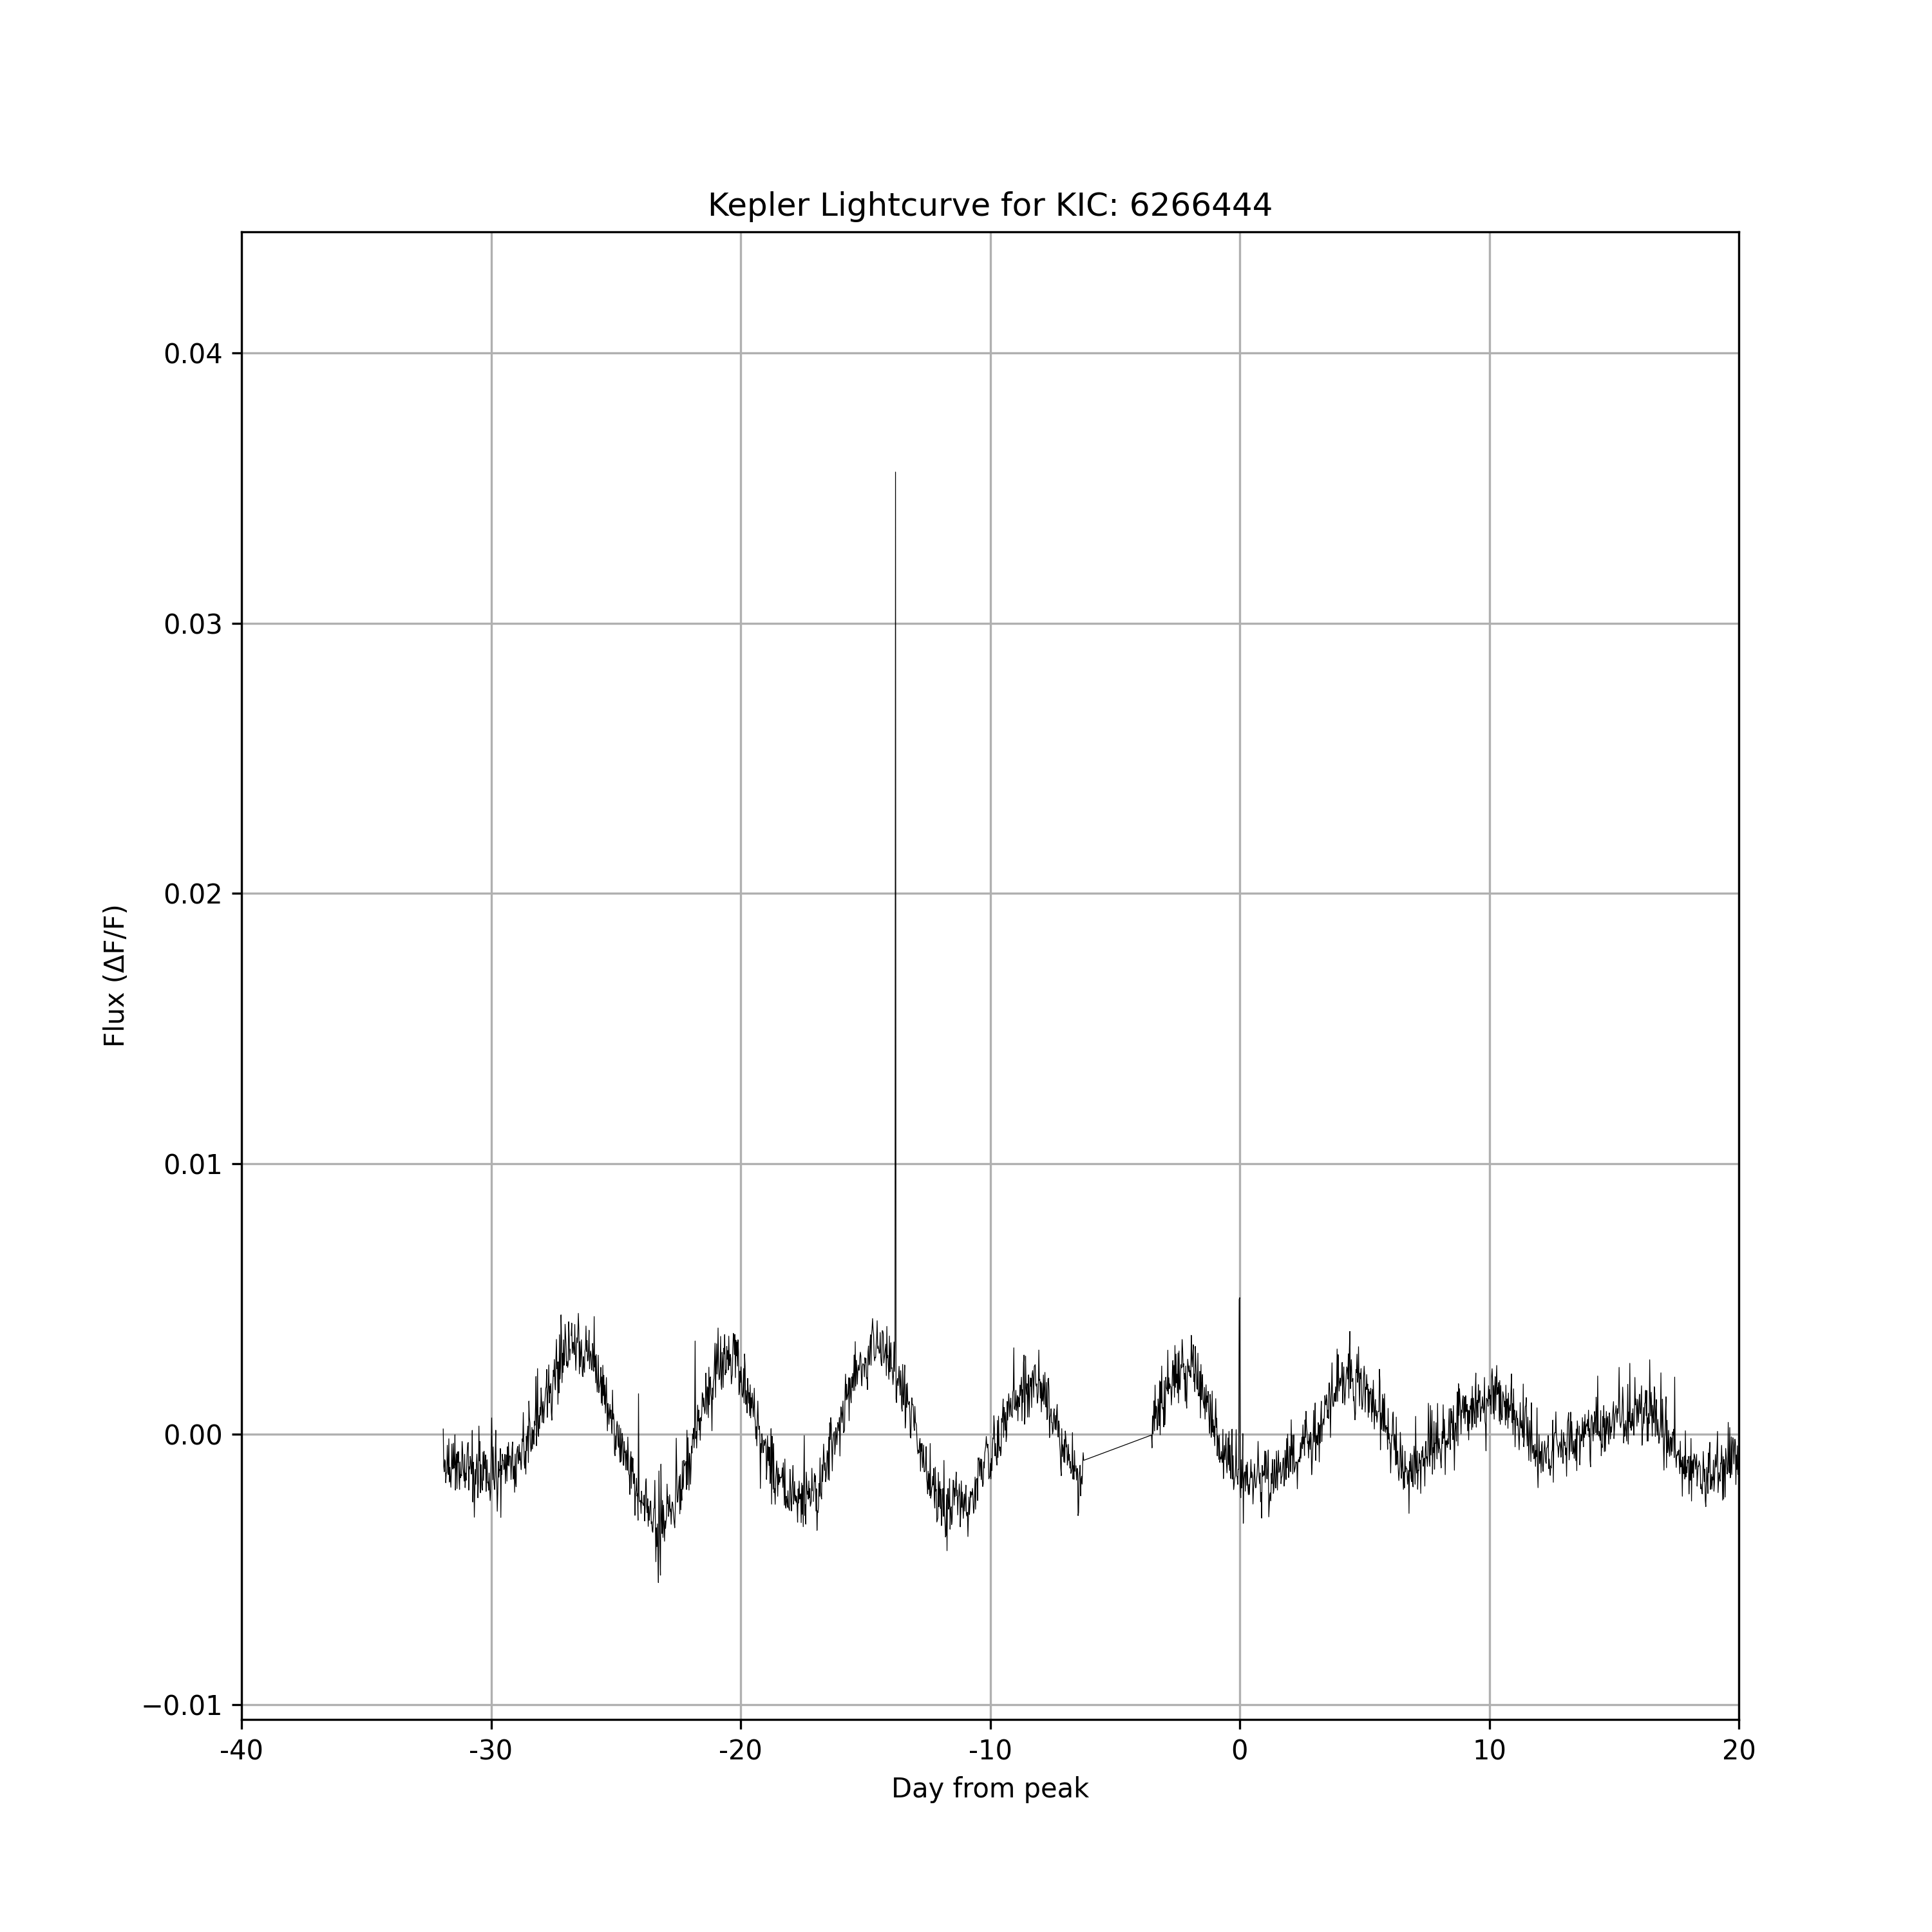 Kepler Lightcurve for KIC: 6266444
0.04
0.03
0.02
0.01
0.00
−0.01
Flux (ΔF/F)
-40 -30 -20 -10 0 10 20
Day from peak